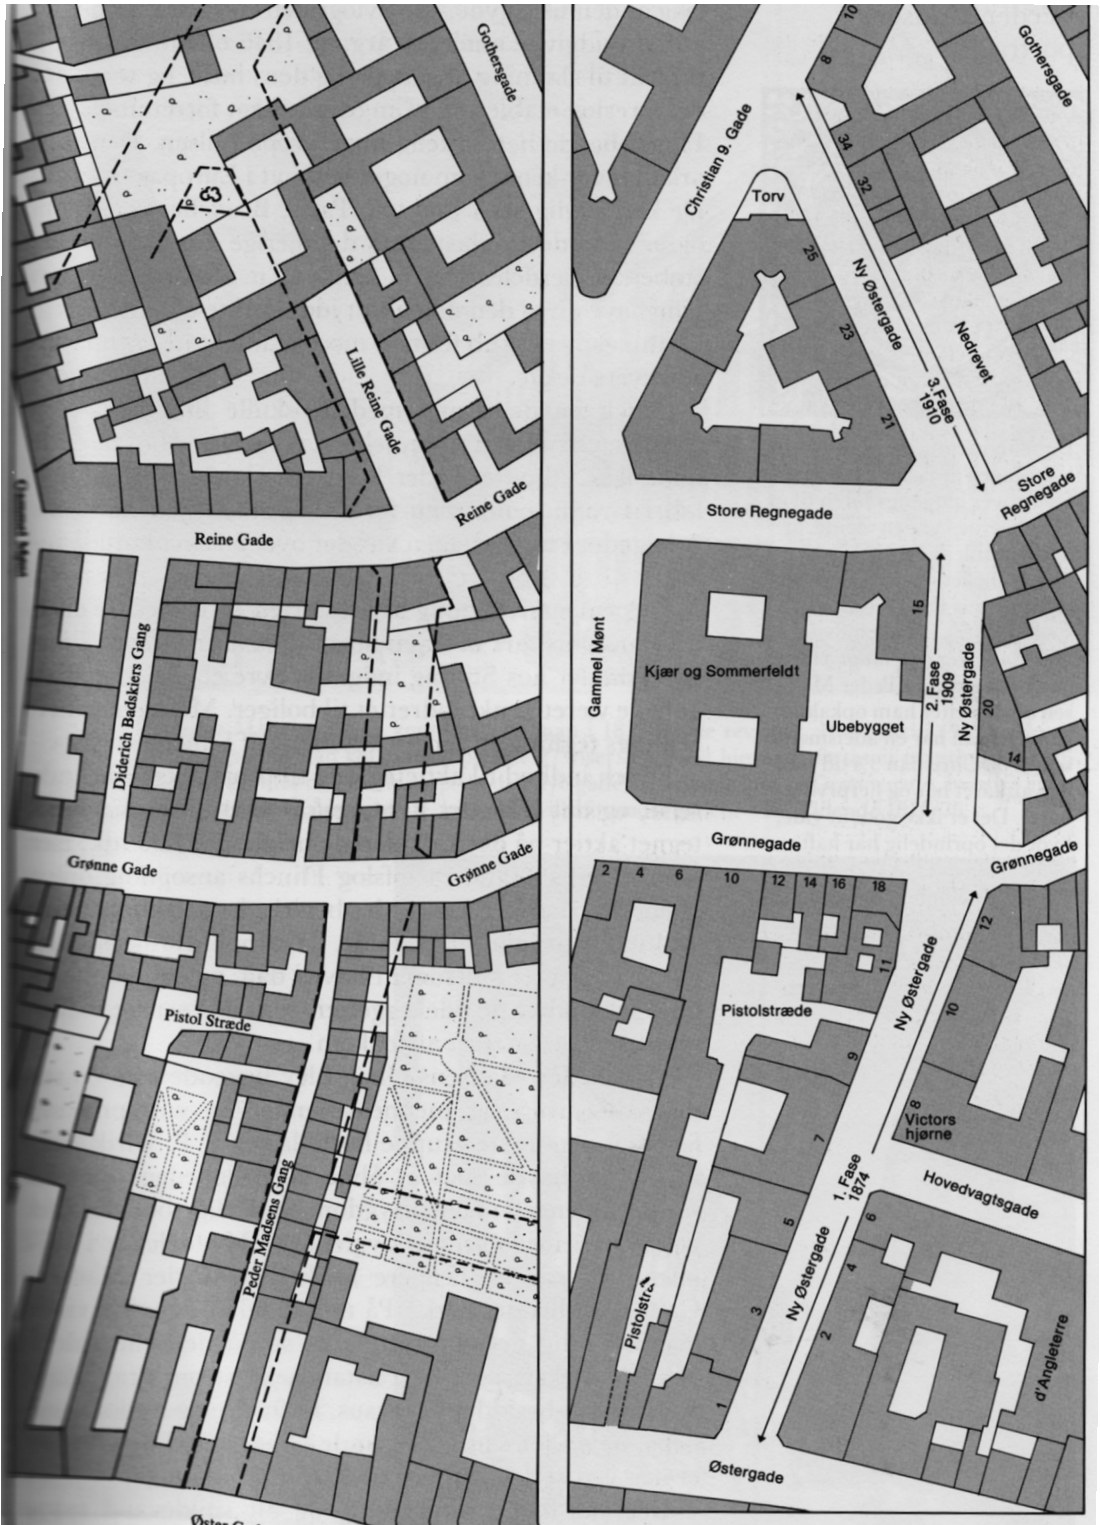 Gothersgade
63
Lille Reine Gade
Reine Gade
Reine Gade
Diderich Badskiers Gang
Grønne Gade
Grønne Gade
Pistol Stræde
Peder Madsens Gang
Gothersgade
10
8
Christian 9. Gade
34
32
Torv
25
Ny Østergade
23
Nedrevet
3. Fase
1910
21
Store
Regnegade
Store Regnegade
Gammel Mønt
15
Kjær og Sommerfeldt
2. Fase
1909
Ny Østergade
20
Ubebygget
14
Grønnegade
Grønnegade
2
4
6
10
12
14
16
18
11
12
Ny Østergade
Pistolstræde
10
9
8
Victors
hjørne
7
1. Fase
1874
Hovedvagtsgade
5
6
Ny Østergade
4
Pistolstræ
3
2
d'Angleterre
1
Østergade